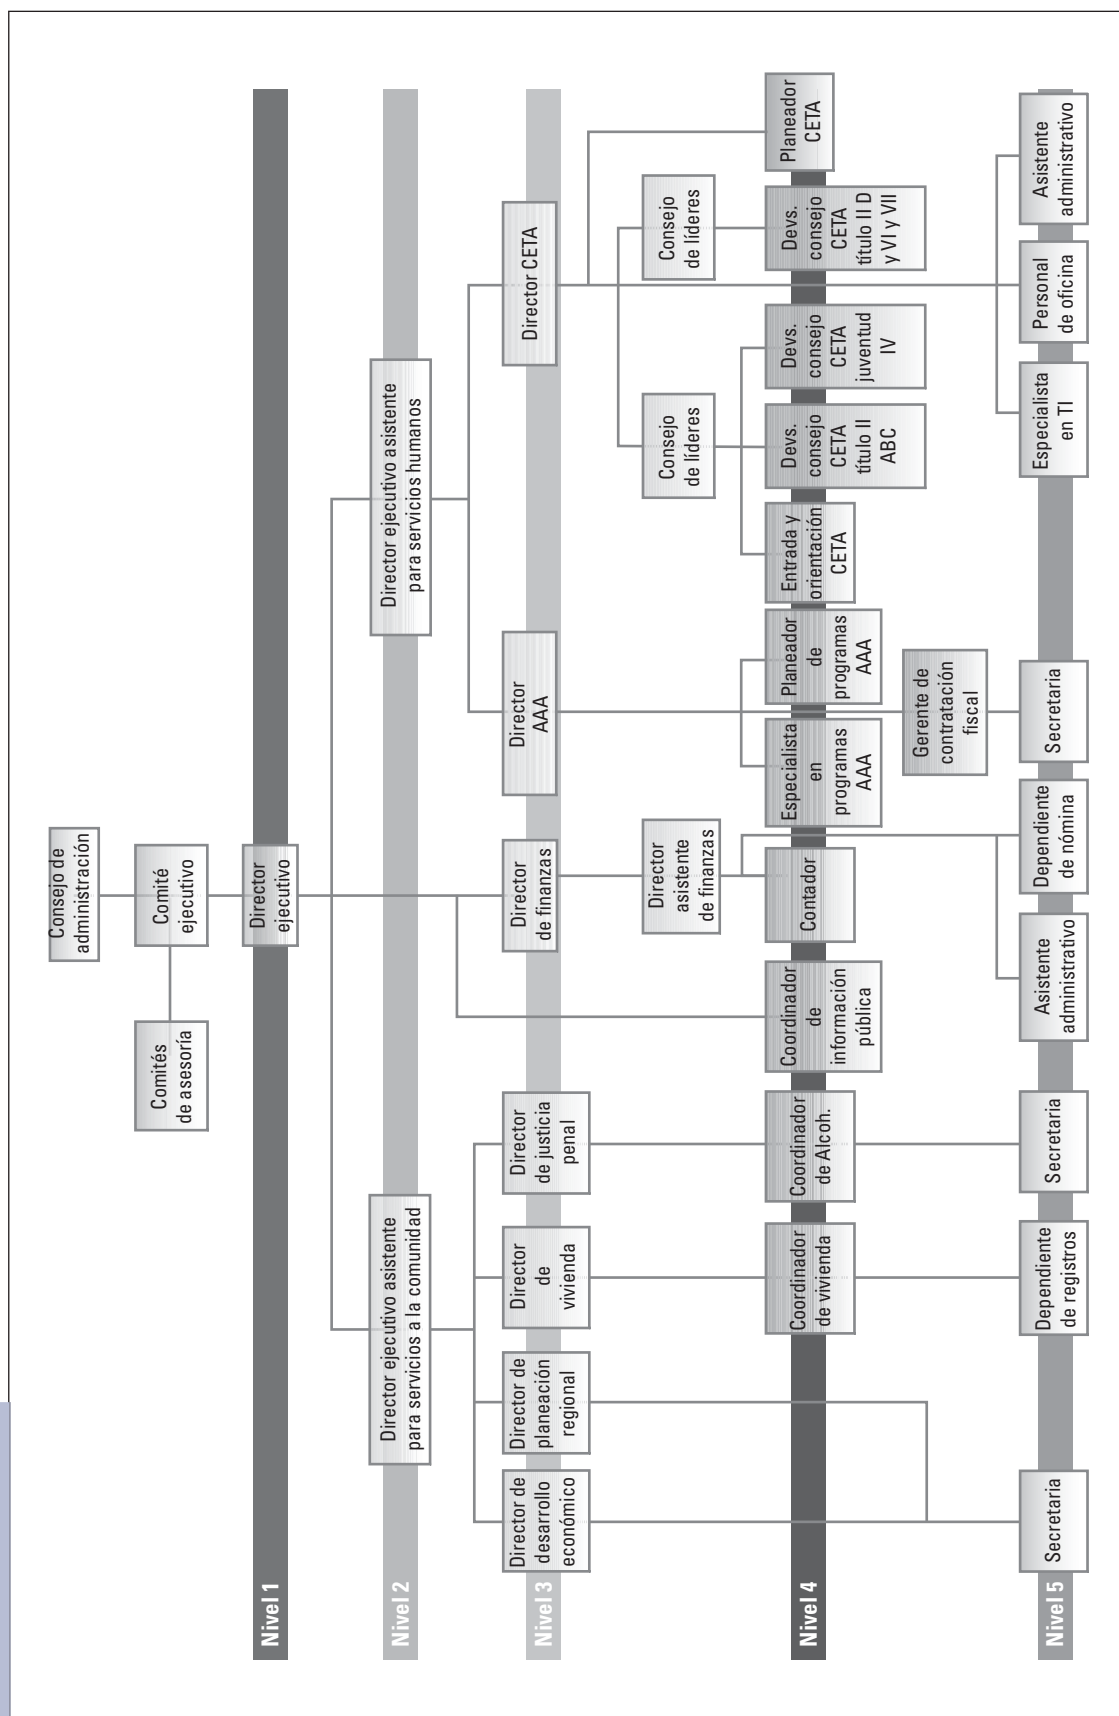 Consejo de
administración
Comités
de asesoría
Comité
ejecutivo
Nivel 1
Director
ejecutivo
Nivel 2
Director ejecutivo asistente
para servicios a la comunidad
Director ejecutivo asistente
para servicios humanos
Nivel 3
Director de
desarrollo
económico
Director de
planeación
regional
Director
de
vivienda
Director
de justicia
penal
Director
de finanzas
Director
AAA
Director CETA
Director
asistente
de finanzas
Consejo
de líderes
Consejo
de líderes
Nivel 4
Coordinador
de vivienda
Coordinador
de Alcoh.
Coordinador
de
información
pública
Contador
Especialista
en
programas
AAA
Planeador
de
programas
AAA
Entrada y
orientación
CETA
Devs.
consejo
CETA
título II
ABC
Devs.
consejo
CETA
juventud
IV
Devs.
consejo
CETA
título II D
y VI y VII
Planeador
CETA
Gerente de
contratación
fiscal
Nivel 5
Secretaria
Dependiente
de registros
Secretaria
Asistente
administrativo
Dependiente
de nómina
Secretaria
Especialista
en TI
Personal
de oficina
Asistente
administrativo